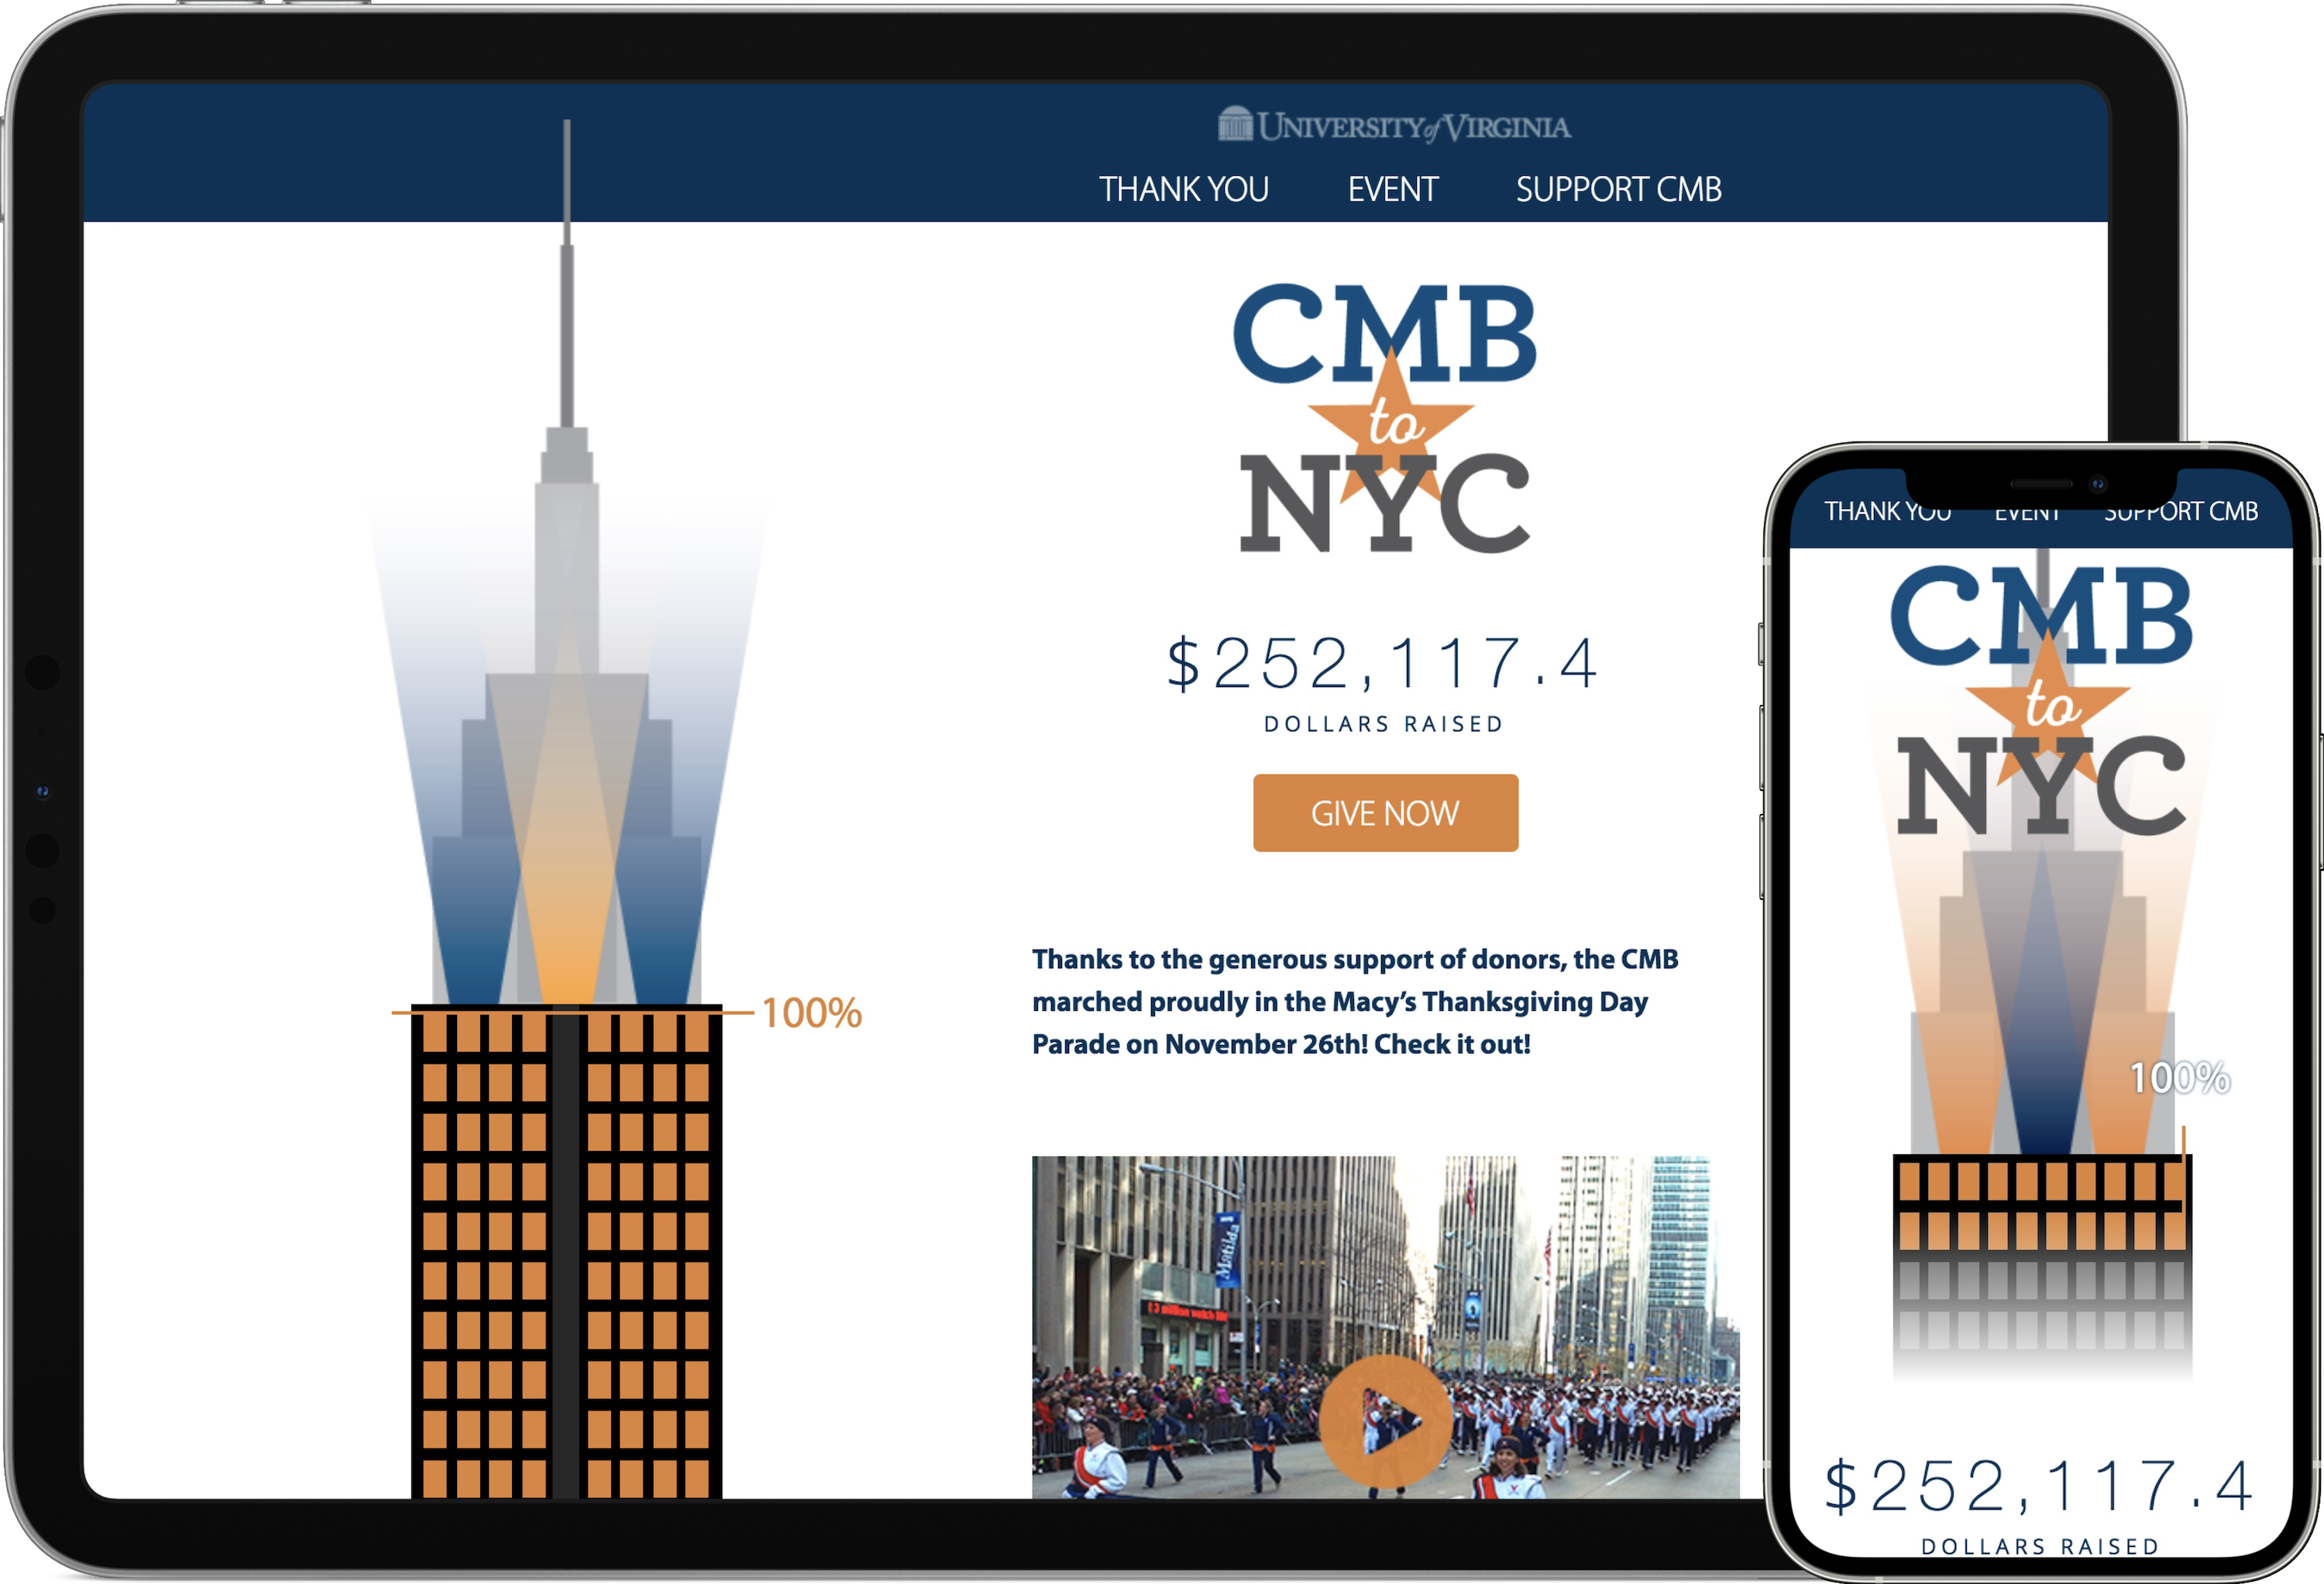 UNIVERSITY of VIRGINIA
THANK YOU EVENT SUPPORT CMB
CMB
to
NYC
$252,117.4
DOLLARS RAISED
GIVE NOW
100%
Thanks to the generous support of donors, the CMB
marched proudly in the Macy's Thanksgiving Day
Parade on November 26th! Check it out!
Matilda
THANK YOU EVENT SUPPORT CMB
CMB
to
NYC
100%
$252,117.4
DOLLARS RAISED